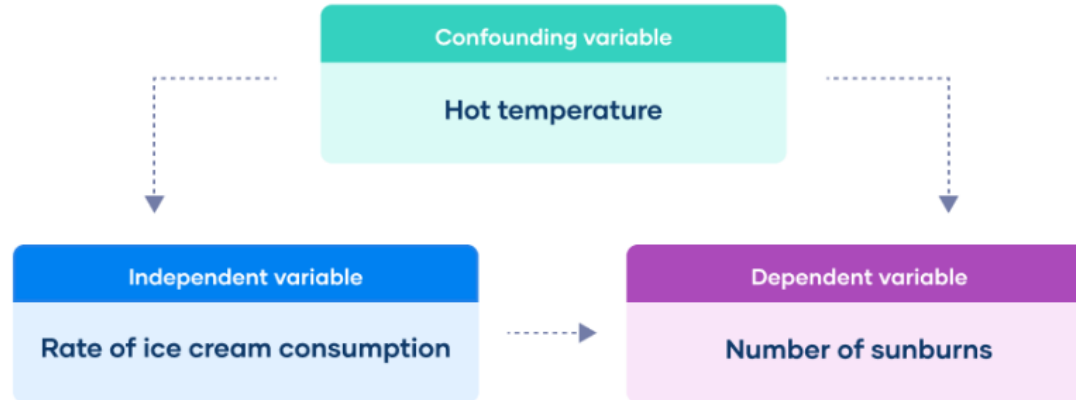 Confounding variable
Hot temperature
Independent variable
Rate of ice cream consumption
Dependent variable
Number of sunburns